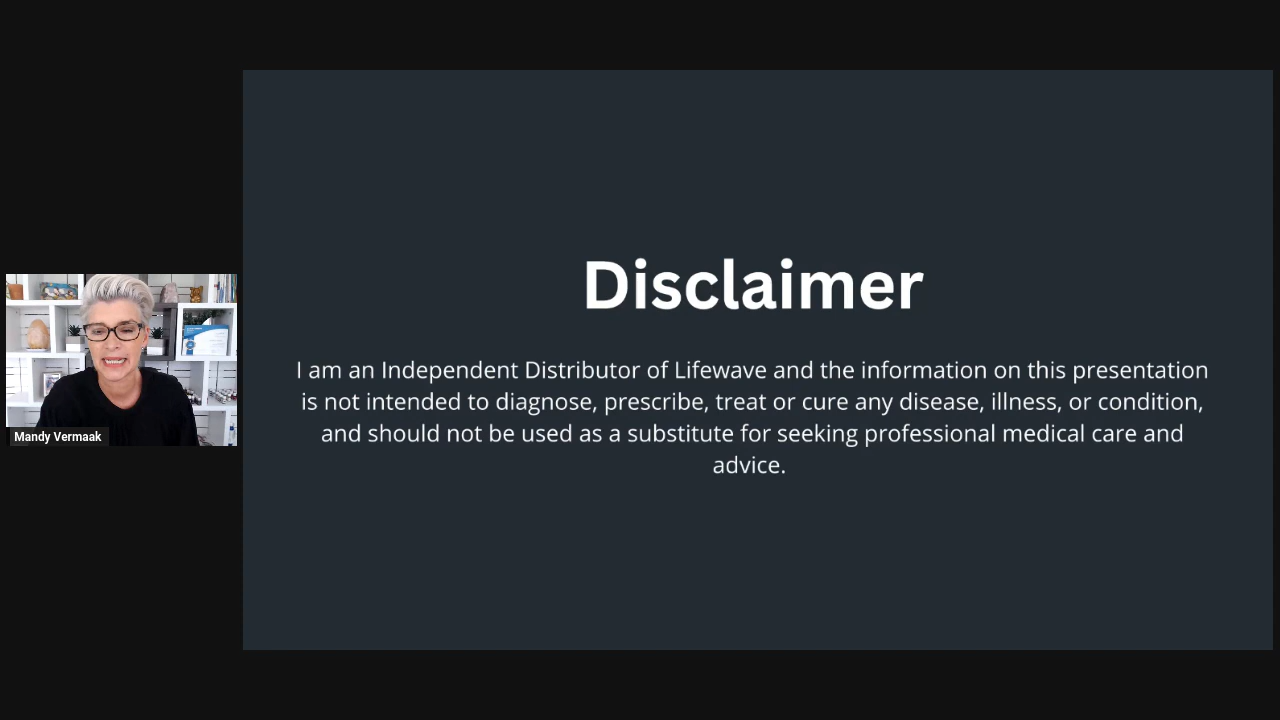 Disclaimer
I am an Independent Distributor of Lifewave and the information on this presentation
is not intended to diagnose, prescribe, treat or cure any disease, illness, or condition,
and should not be used as a substitute for seeking professional medical care and
advice.
Mandy Vermaak